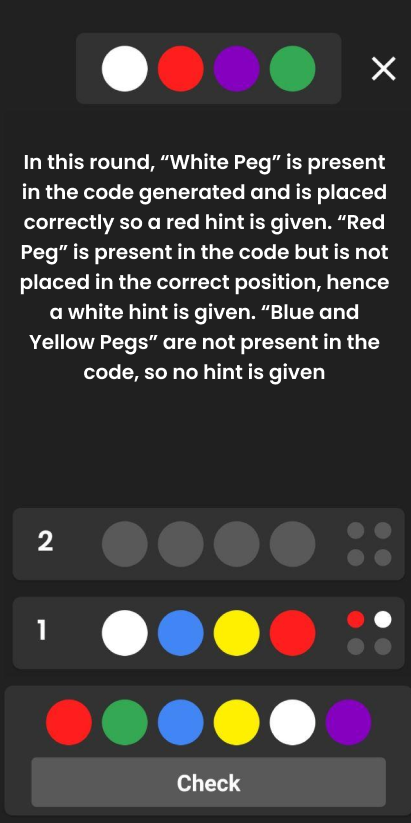 In this round, “White Peg” is present
in the code generated and is placed
correctly so a red hint is given. “Red
Peg” is present in the code but is not
placed in the correct position, hence
a white hint is given. “Blue and
Yellow Pegs” are not present in the
code, so no hint is given
2
1
Check